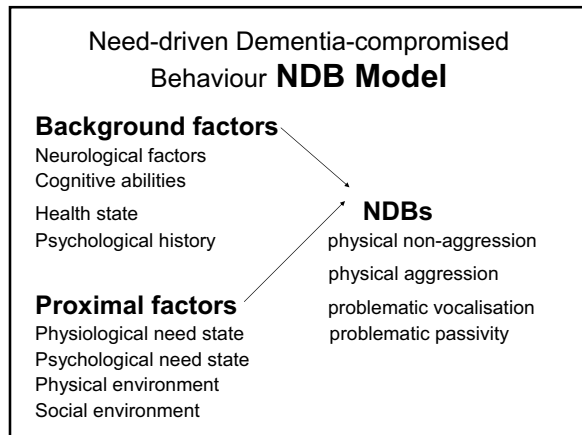 Need-driven Dementia-compromised
Behaviour NDB Model
Background factors
Neurological factors
Cognitive abilities
Health state
Psychological history
Proximal factors
Physiological need state
Psychological need state
Physical environment
Social environment
NDBs
physical non-aggression
physical aggression
problematic vocalisation
problematic passivity